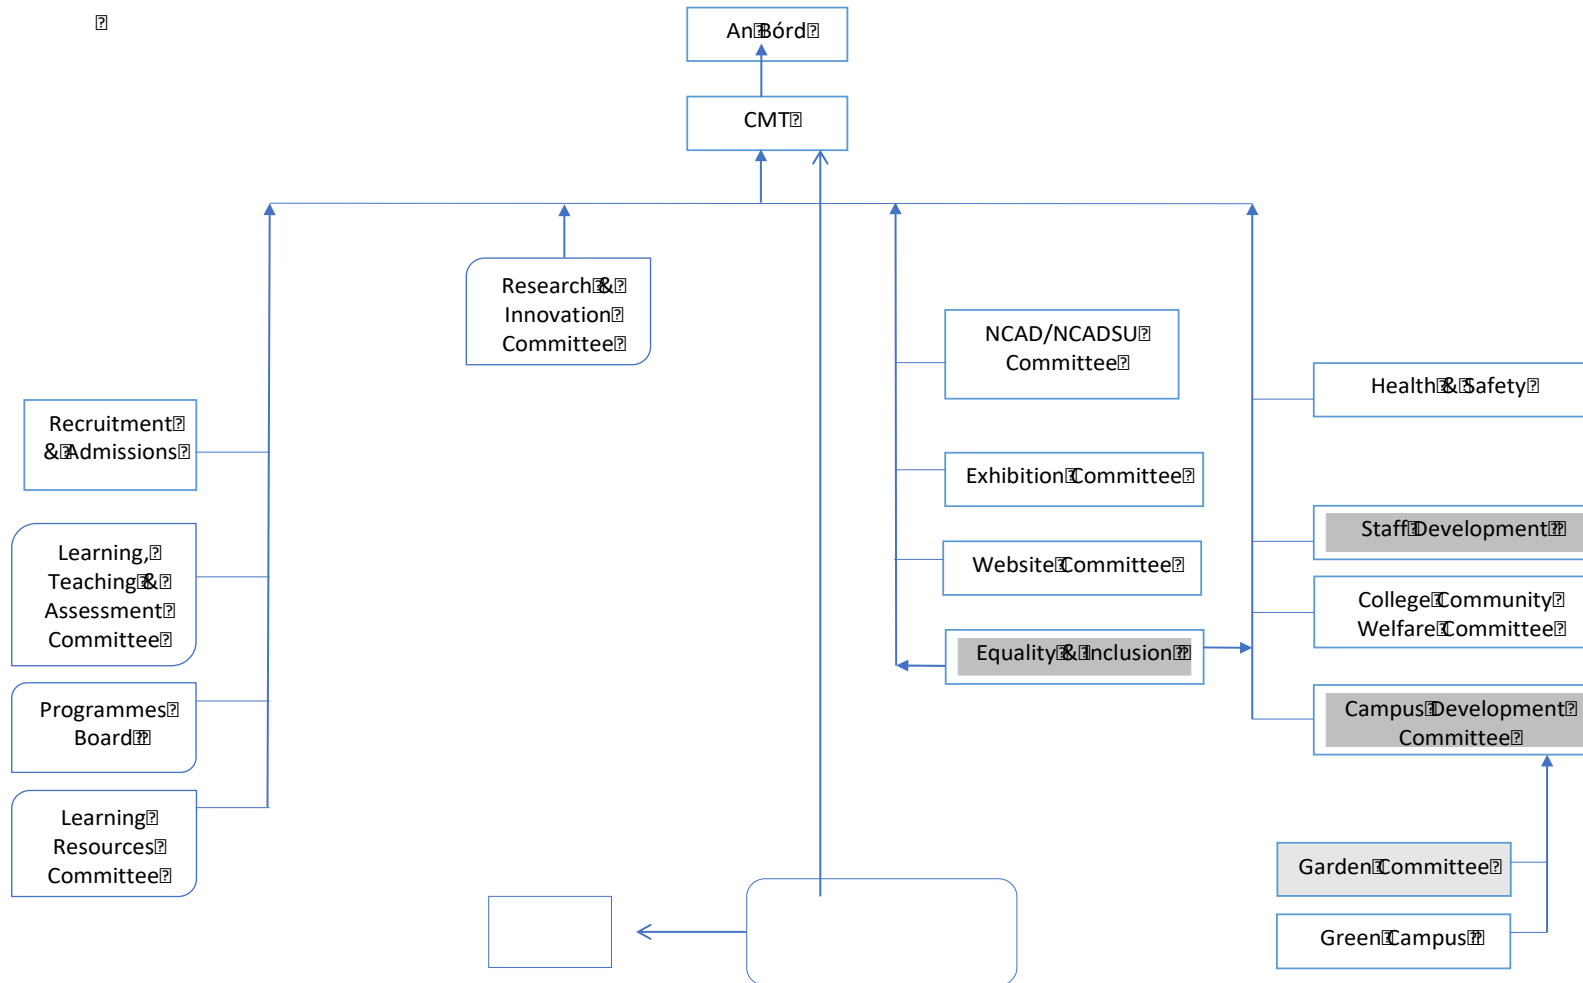 An Bórd
CMT
Research &
Innovation
Committee
NCAD/NCADSU
Committee
Health & Safety
Recruitment
& Admissions
Exhibition Committee
Staff Development
Learning,
Teaching &
Assessment
Committee
Website Committee
College Community
Welfare Committee
Equality & Inclusion
Programmes
Board
Campus Development
Committee
Learning
Resources
Committee
Garden Committee
Green Campus